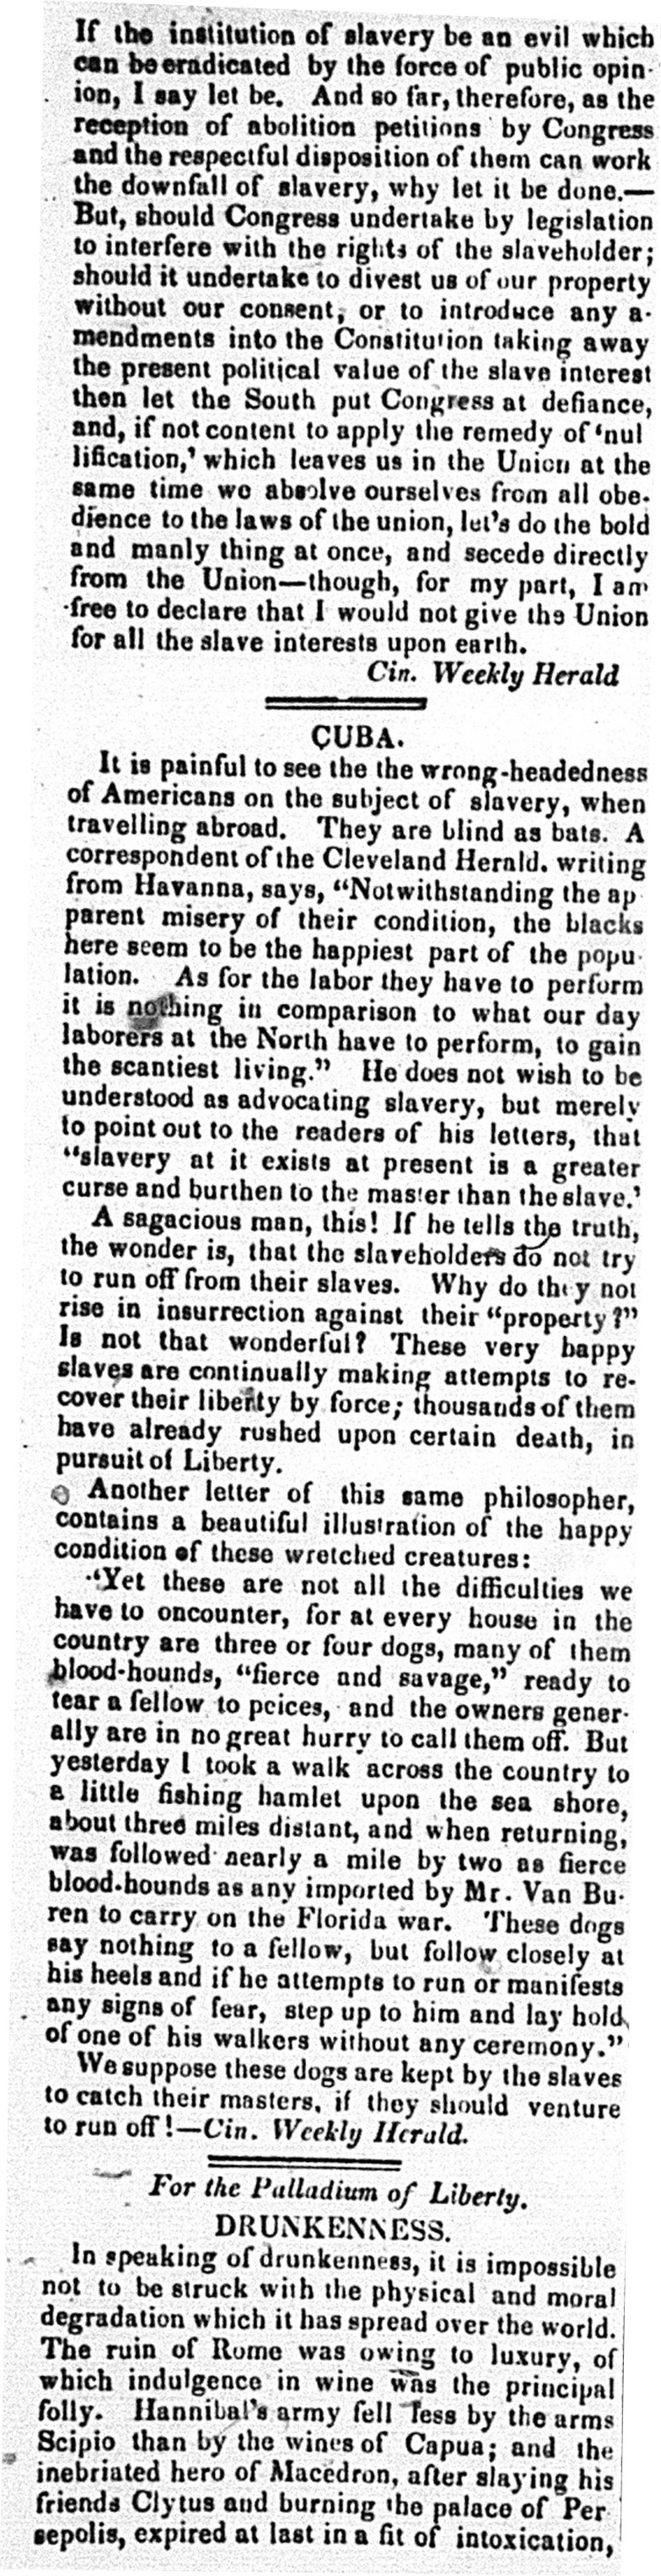 If the institution of slavery be an evil which
can be eradicated by the force of public opin-
ion, I say let be. And so far, therefore, as the
reception of abolition petitions by Congress
and the respectful disposition of them can work
the downfall of slavery, why let it be done.—
But, should Congress undertake by legislation
to interfere with the rights of the slaveholder;
should it undertake to divest us of our property
without our consent, or to introduce any a-
mendments into the Constitution taking away
the present political value of the slave interest
then let the South put Congress at defiance,
and, if not content to apply the remedy of 'nul
lification,' which leaves us in the Union at the
same time we absolve ourselves from all obe-
dience to the laws of the union, let's do the bold
and manly thing at once, and secede directly
from the Union—though, for my part, I am
free to declare that I would not give the Union
for all the slave interests upon earth.
Cin. Weekly Herald
CUBA.
It is painful to see the the wrong-headedness
of Americans on the subject of slavery, when
travelling abroad. They are blind as bats. A
correspondent of the Cleveland Herald. writing
from Havanna, says, "Notwithstanding the ap
parent misery of their condition, the blacks
here seem to be the happiest part of the popu-
lation. As for the labor they have to perform
it is nothing in comparison to what our day
laborers at the North have to perform, to gain
the scantiest living." He does not wish to be
understood as advocating slavery, but merely
to point out to the readers of his letters, that
"slavery at it exists at present is a greater
curse and burthen to the master than the slave.'
A sagacious man, this! If he tells the truth,
the wonder is, that the slaveholders do not try
to run off from their slaves. Why do they not
rise in insurrection against their "property?"
Is not that wonderful? These very happy
slaves are continually making attempts to re-
cover their liberty by force; thousands of them
have already rushed upon certain death, in
pursuit of Liberty.
Another letter of this same philosopher,
contains a beautiful illustration of the happy
condition of these wretched creatures:
"Yet these are not all the difficulties we
have to oncounter, for at every house in the
country are three or four dogs, many of them
blood-hounds, "fierce and savage," ready to
tear a fellow to peices, and the owners gener-
ally are in no great hurry to call them off. But
yesterday I took a walk across the country to
a little fishing hamlet upon the sea shore,
about three miles distant, and when returning,
was followed nearly a mile by two as fierce
blood-hounds as any imported by Mr. Van Bu-
ren to carry on the Florida war. These dogs
say nothing to a fellow, but follow closely at
his heels and if he attempts to run or manifests
any signs of fear, step up to him and lay hold
of one of his walkers without any ceremony."
We suppose these dogs are kept by the slaves
to catch their masters, if they should venture
to run off!—Cin. Weekly Herald.
For the Palladium of Liberty.
DRUNKENNESS.
In speaking of drunkenness, it is impossible
not to be struck with the physical and moral
degradation which it has spread over the world.
The ruin of Rome was owing to luxury, of
which indulgence in wine was the principal
folly. Hannibal's army fell less by the arms
Scipio than by the wines of Capua; and the
inebriated hero of Macedron, after slaying his
friends Clytus and burning the palace of Per
sepolis, expired at last in a fit of intoxication,